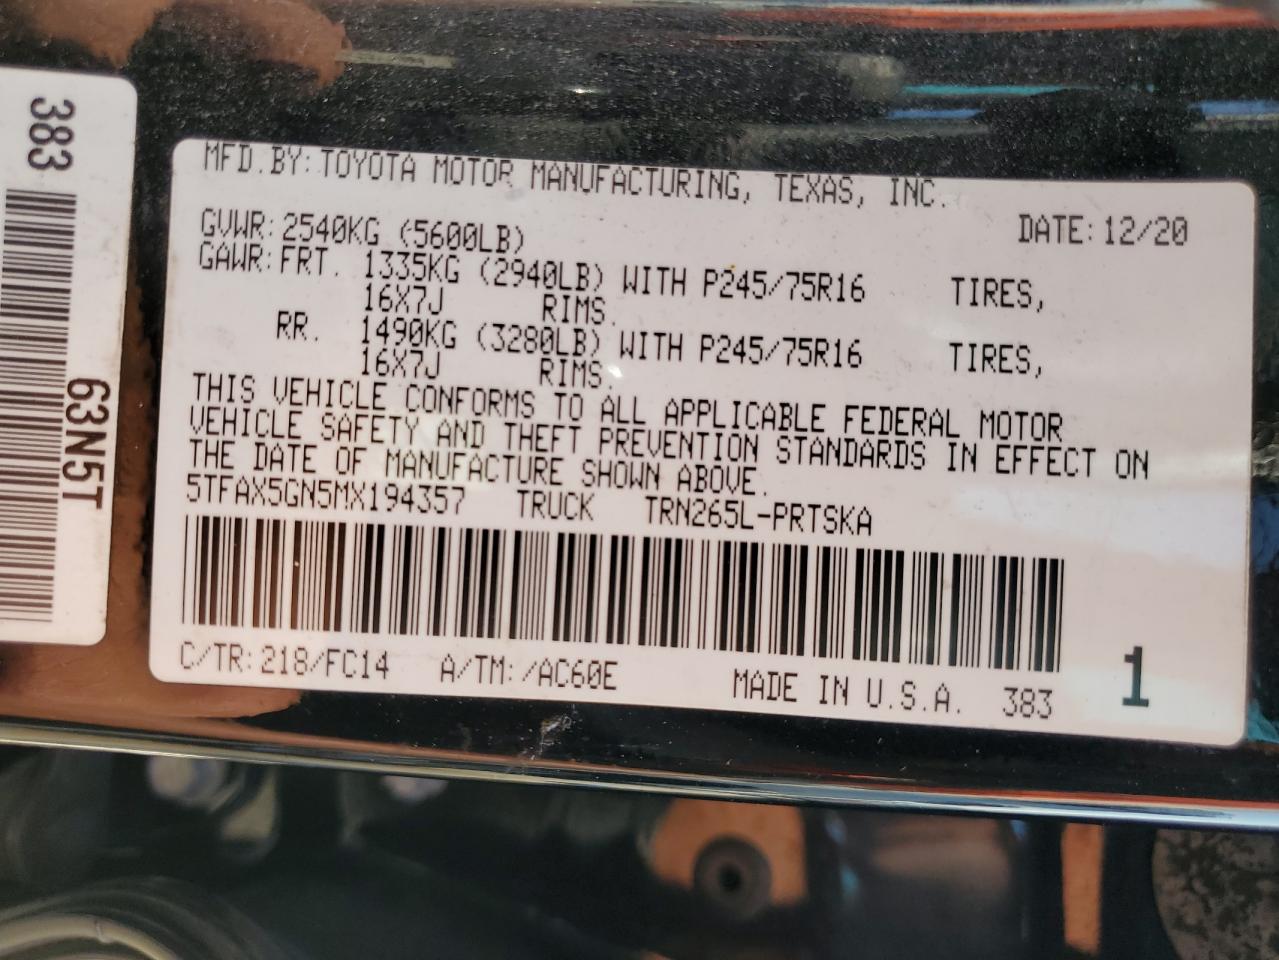 383
63N5T
MFD.BY:TOYOTA MOTOR MANUFACTURING, TEXAS, INC.
DATE:12/20
GVWR:2540KG (5600LB)
GAWR:FRT. 1335KG (2940LB) WITH P245/75R16 TIRES,
16X7J RIMS.
RR. 1490KG (3280LB) WITH P245/75R16 TIRES,
16X7J RIMS.
THIS VEHICLE CONFORMS TO ALL APPLICABLE FEDERAL MOTOR
VEHICLE SAFETY AND THEFT PREVENTION STANDARDS IN EFFECT ON
THE DATE OF MANUFACTURE SHOWN ABOVE.
5TFAX5GN5MX194357 TRUCK TRN265L-PRTSKA
C/TR:218/FC14 A/TM:/AC60E MADE IN U.S.A. 383
1